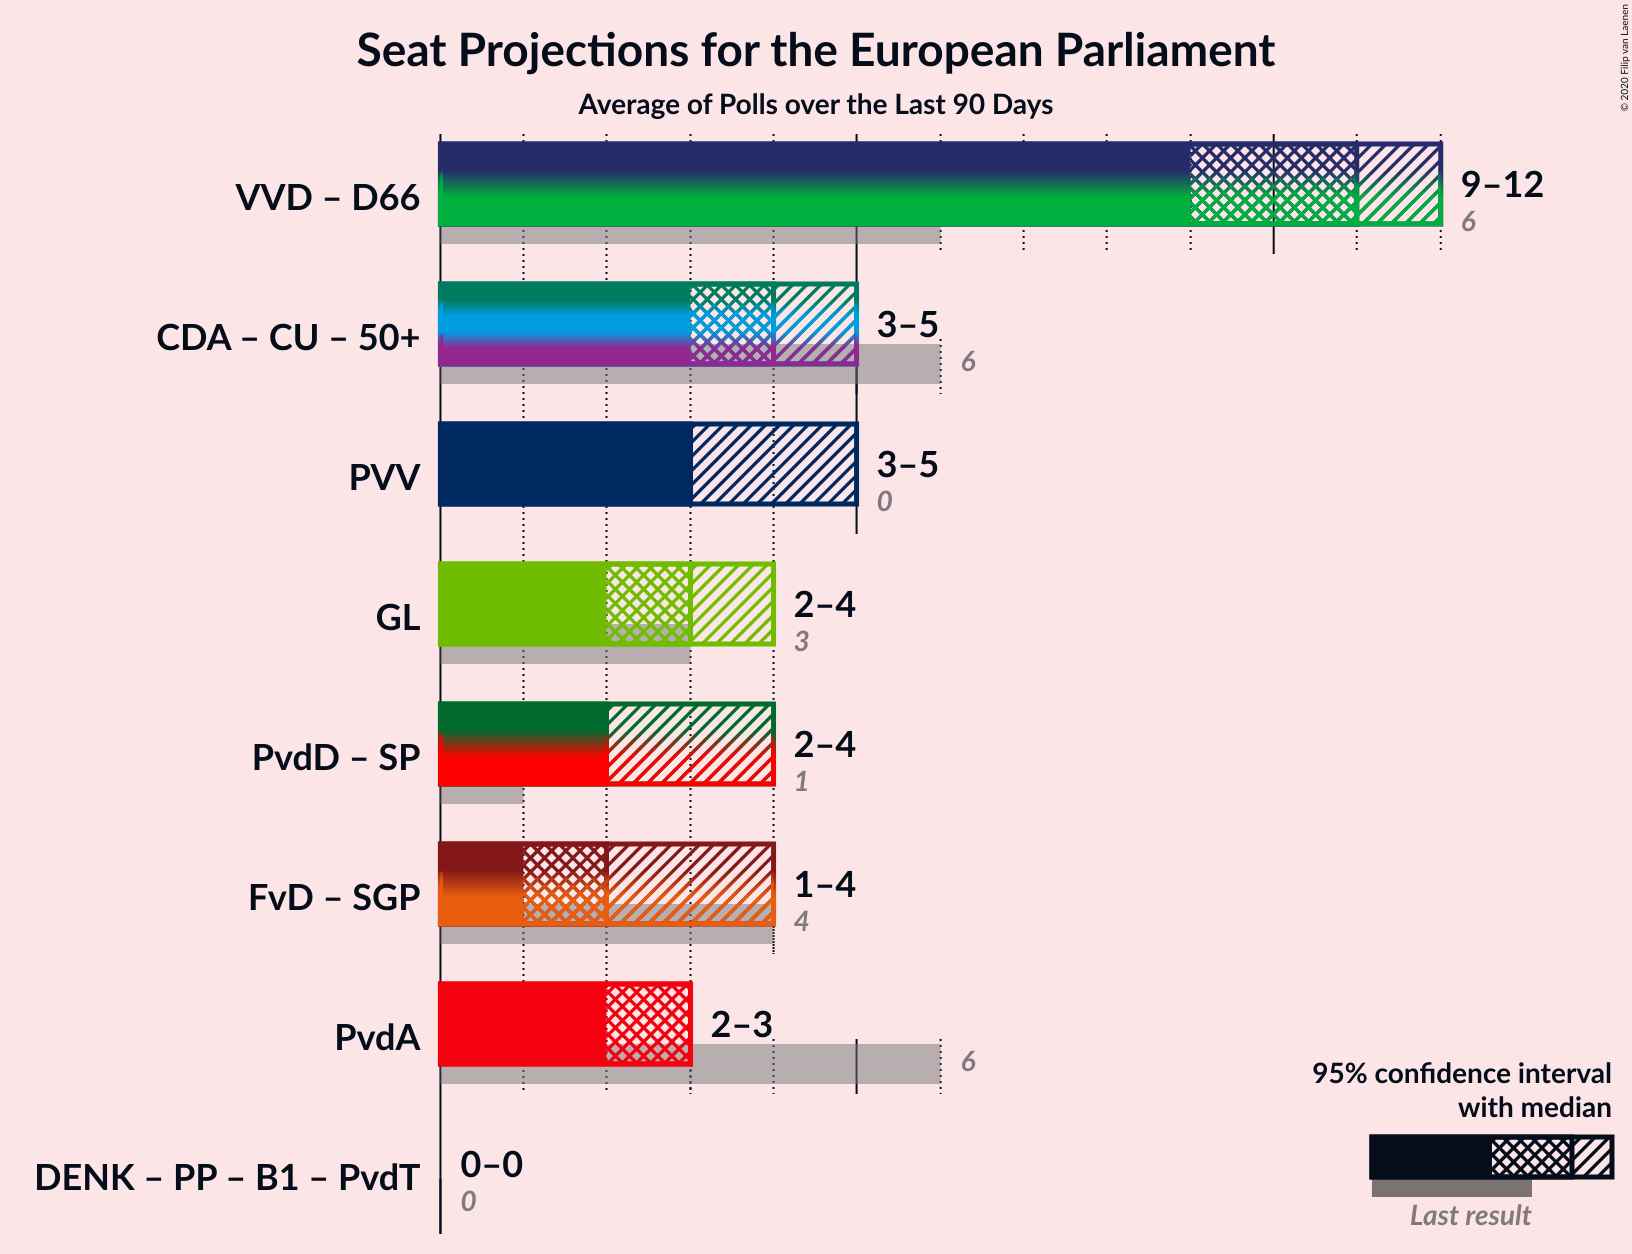 Seat Projections for the European Parliament
Average of Polls over the Last 90 Days
© 2020 Filip van Laenen
VVD – D66
9–12
6
CDA – CU – 50+
3–5
6
PVV
3–5
0
GL
2–4
3
PvdD – SP
2–4
1
FvD – SGP
1–4
4
PvdA
2–3
6
DENK – PP – B1 – PvdT
0–0
0
95% confidence interval
with median
Last result